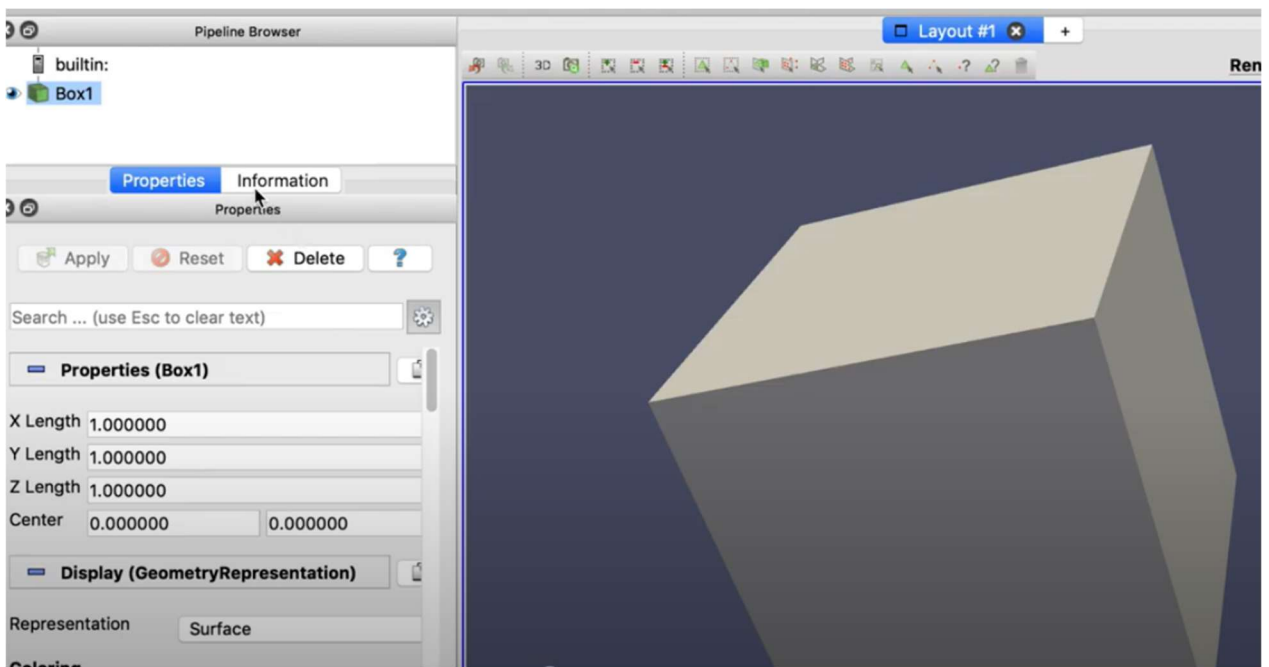 Pipeline Browser
builtin:
Box1
Properties Information
Properties
Apply Reset Delete ?
Search ... (use Esc to clear text)
Properties (Box1)
X Length 1.000000
Y Length 1.000000
Z Length 1.000000
Center 0.000000 0.000000
Display (GeometryRepresentation)
Representation Surface
Coloring
Layout #1 +
3D
Ren